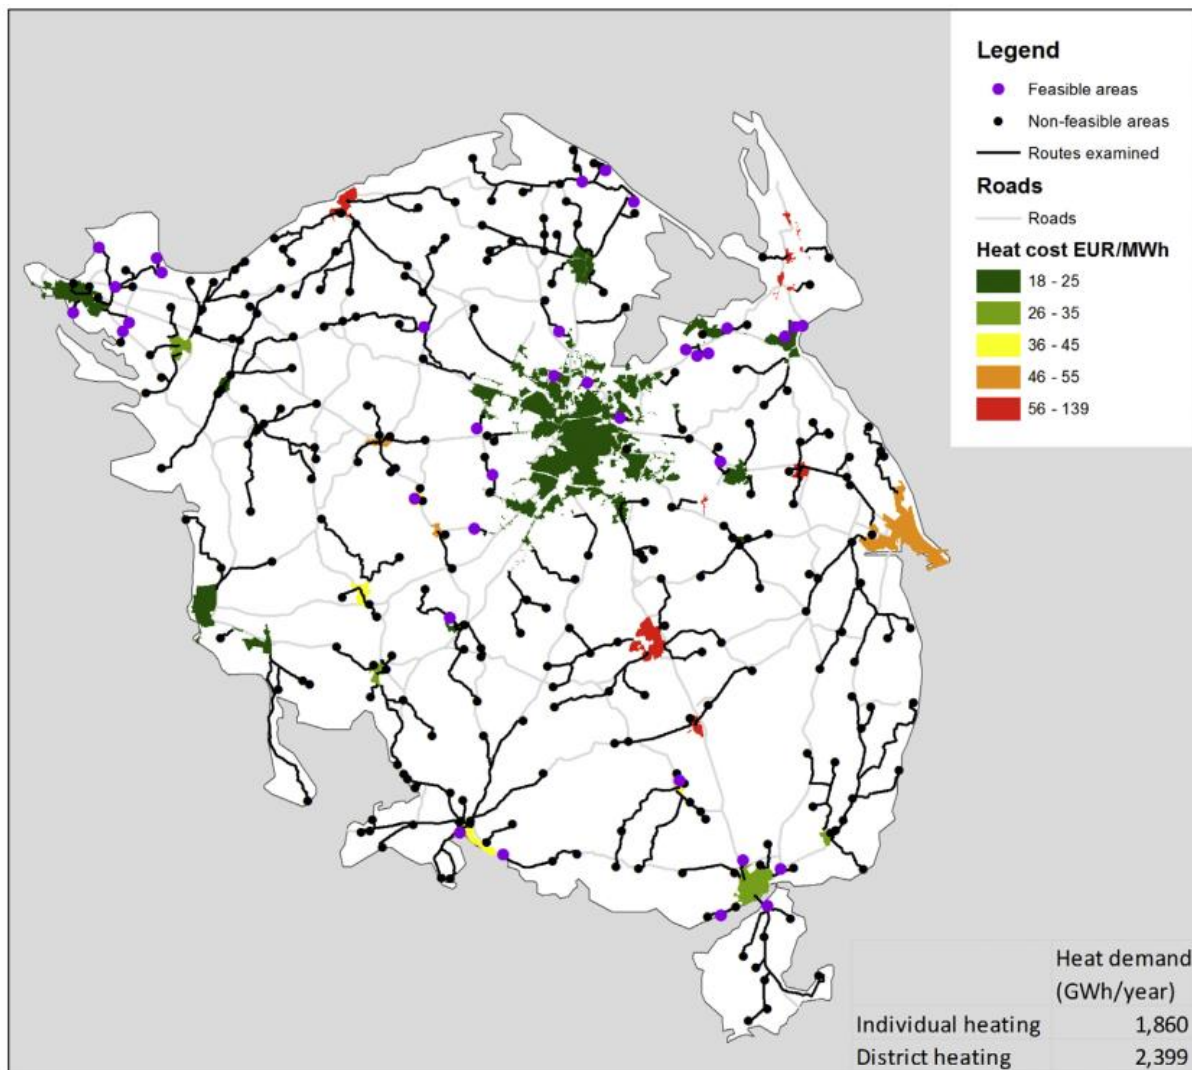 Legend
Feasible areas
Non-feasible areas
Routes examined
Roads
Roads
Heat cost EUR/MWh
18 - 25
26 - 35
36 - 45
46 - 55
56 - 139
Heat demand
(GWh/year)
Individual heating 1,860
District heating 2,399